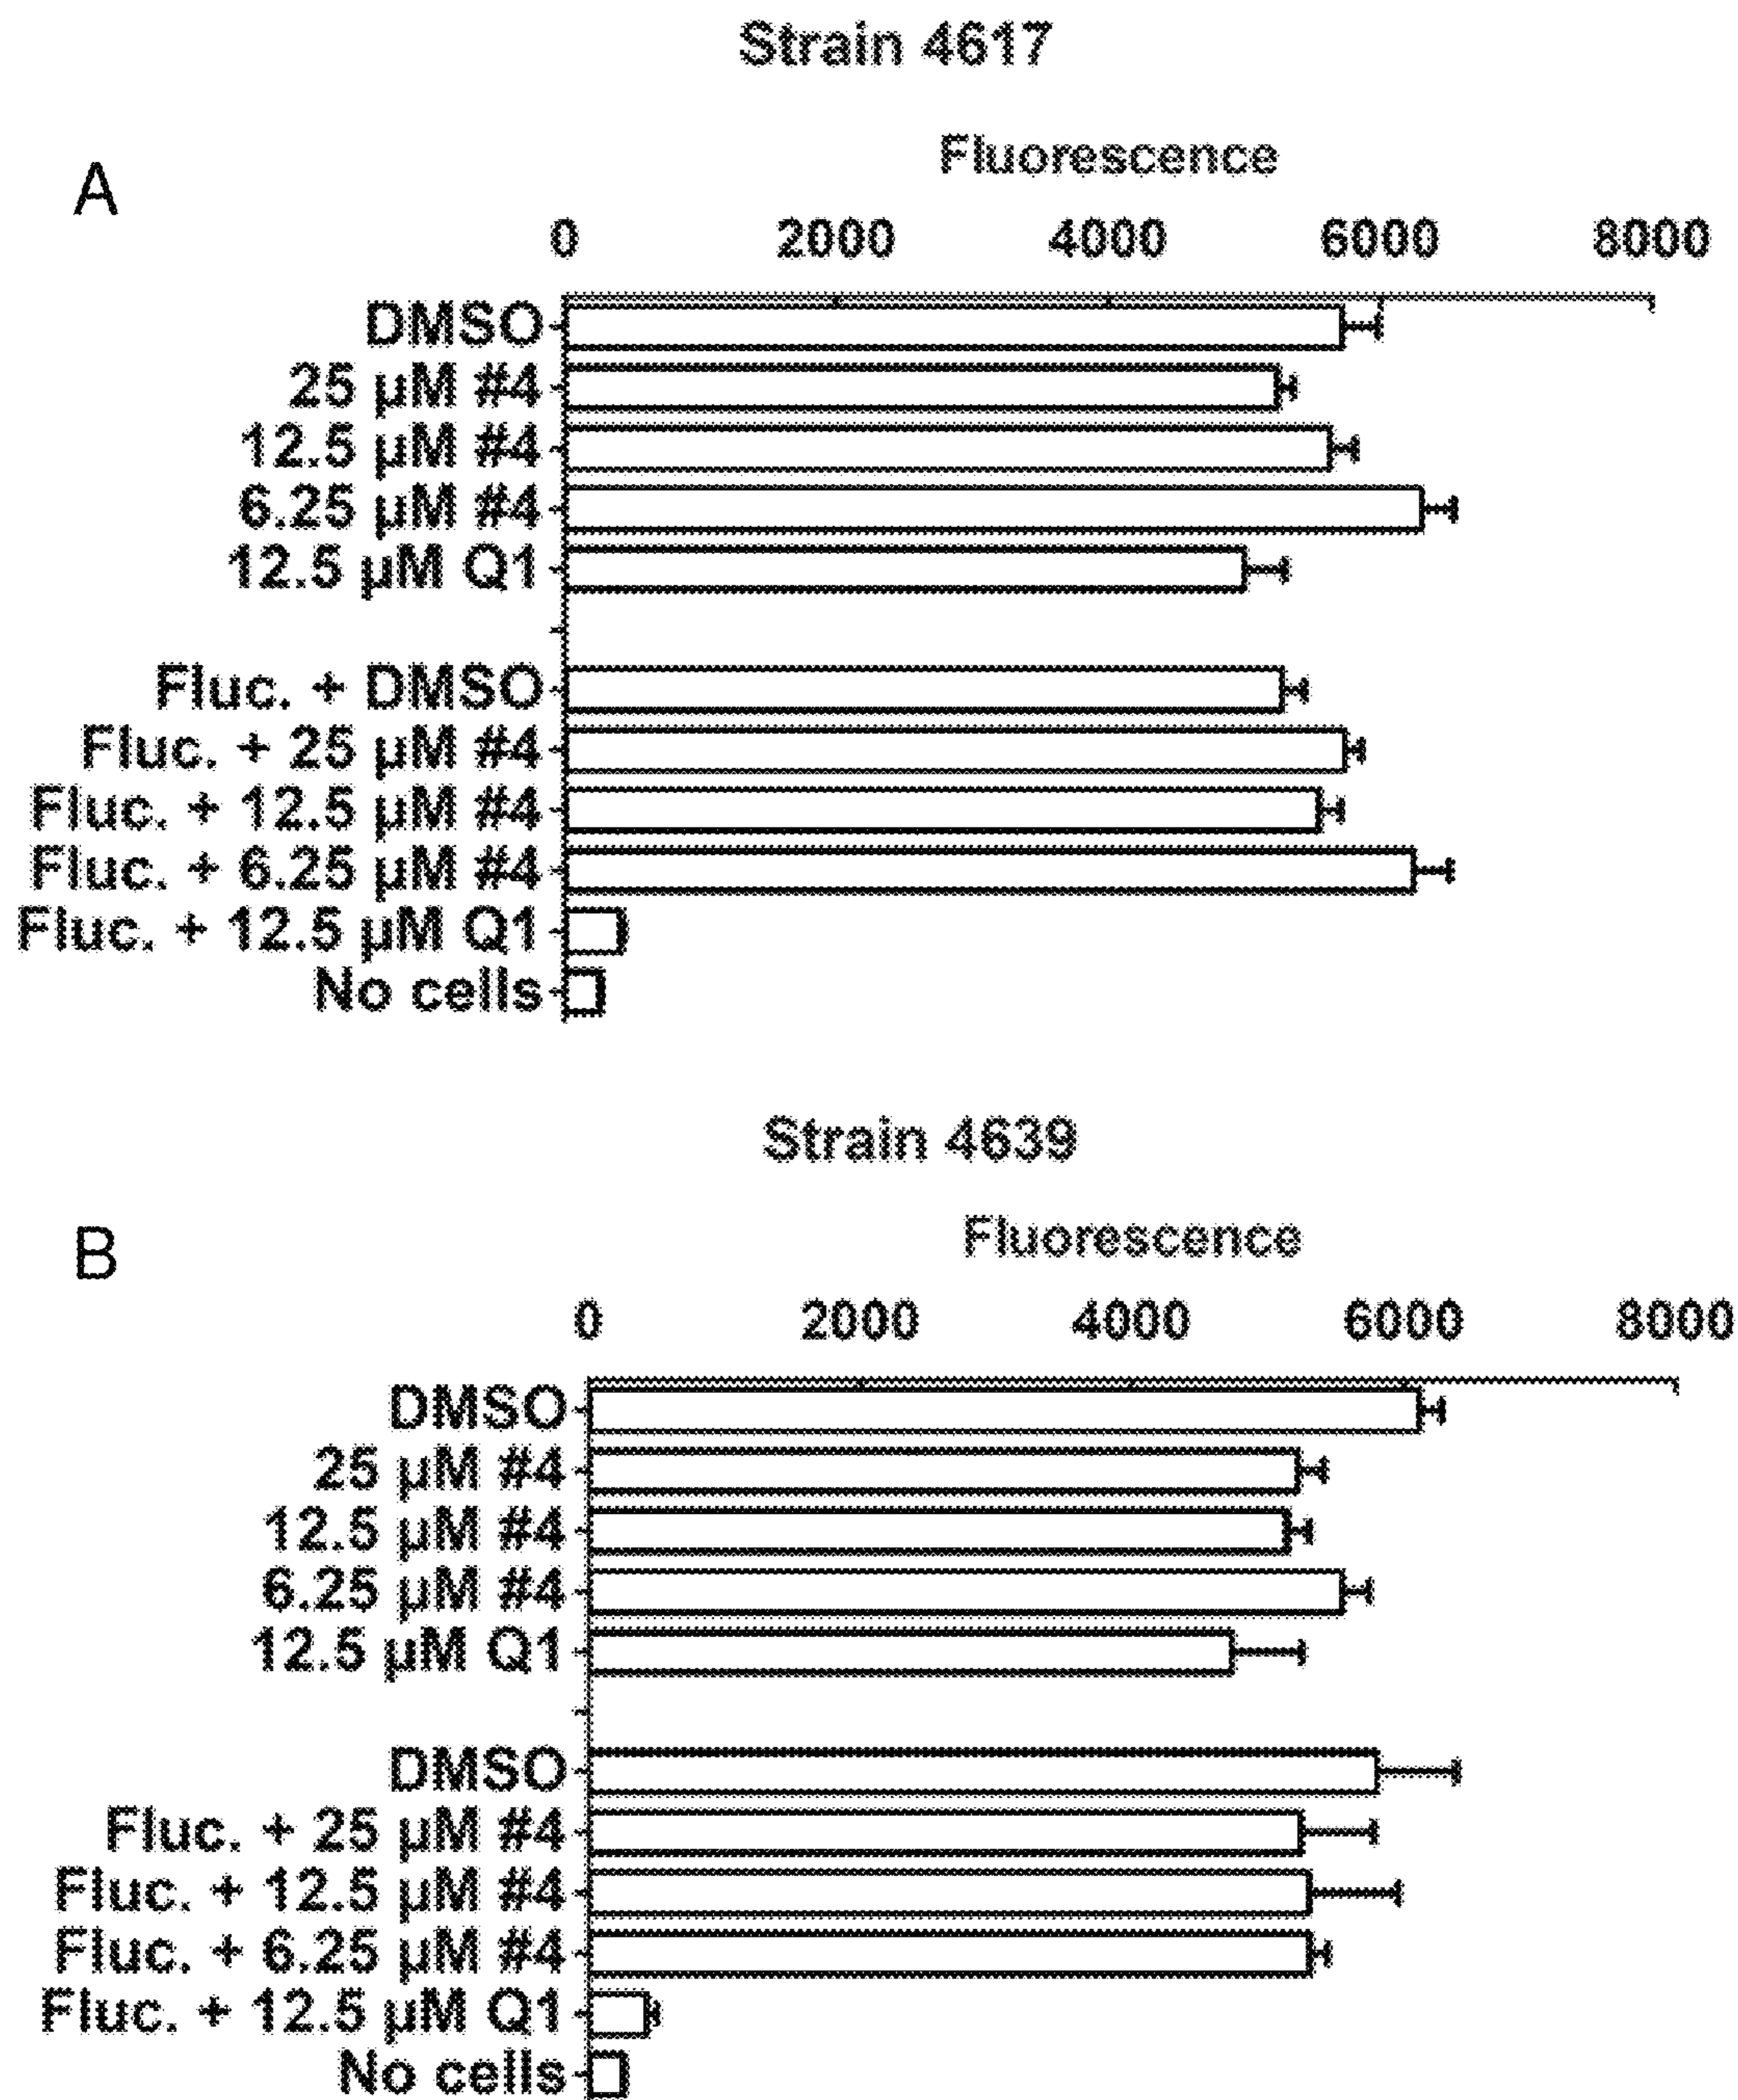 Strain 4617
A
Fluorescence
0 2000 4000 6000 8000
DMSO
25 µM #4
12.5 µM #4
6.25 µM #4
12.5 µM Q1
Fluc. + DMSO
Fluc. + 25 µM #4
Fluc. + 12.5 µM #4
Fluc. + 6.25 µM #4
Fluc. + 12.5 µM Q1
No cells
Strain 4639
B
Fluorescence
0 2000 4000 6000 8000
DMSO
25 µM #4
12.5 µM #4
6.25 µM #4
12.5 µM Q1
DMSO
Fluc. + 25 µM #4
Fluc. + 12.5 µM #4
Fluc. + 6.25 µM #4
Fluc. + 12.5 µM Q1
No cells